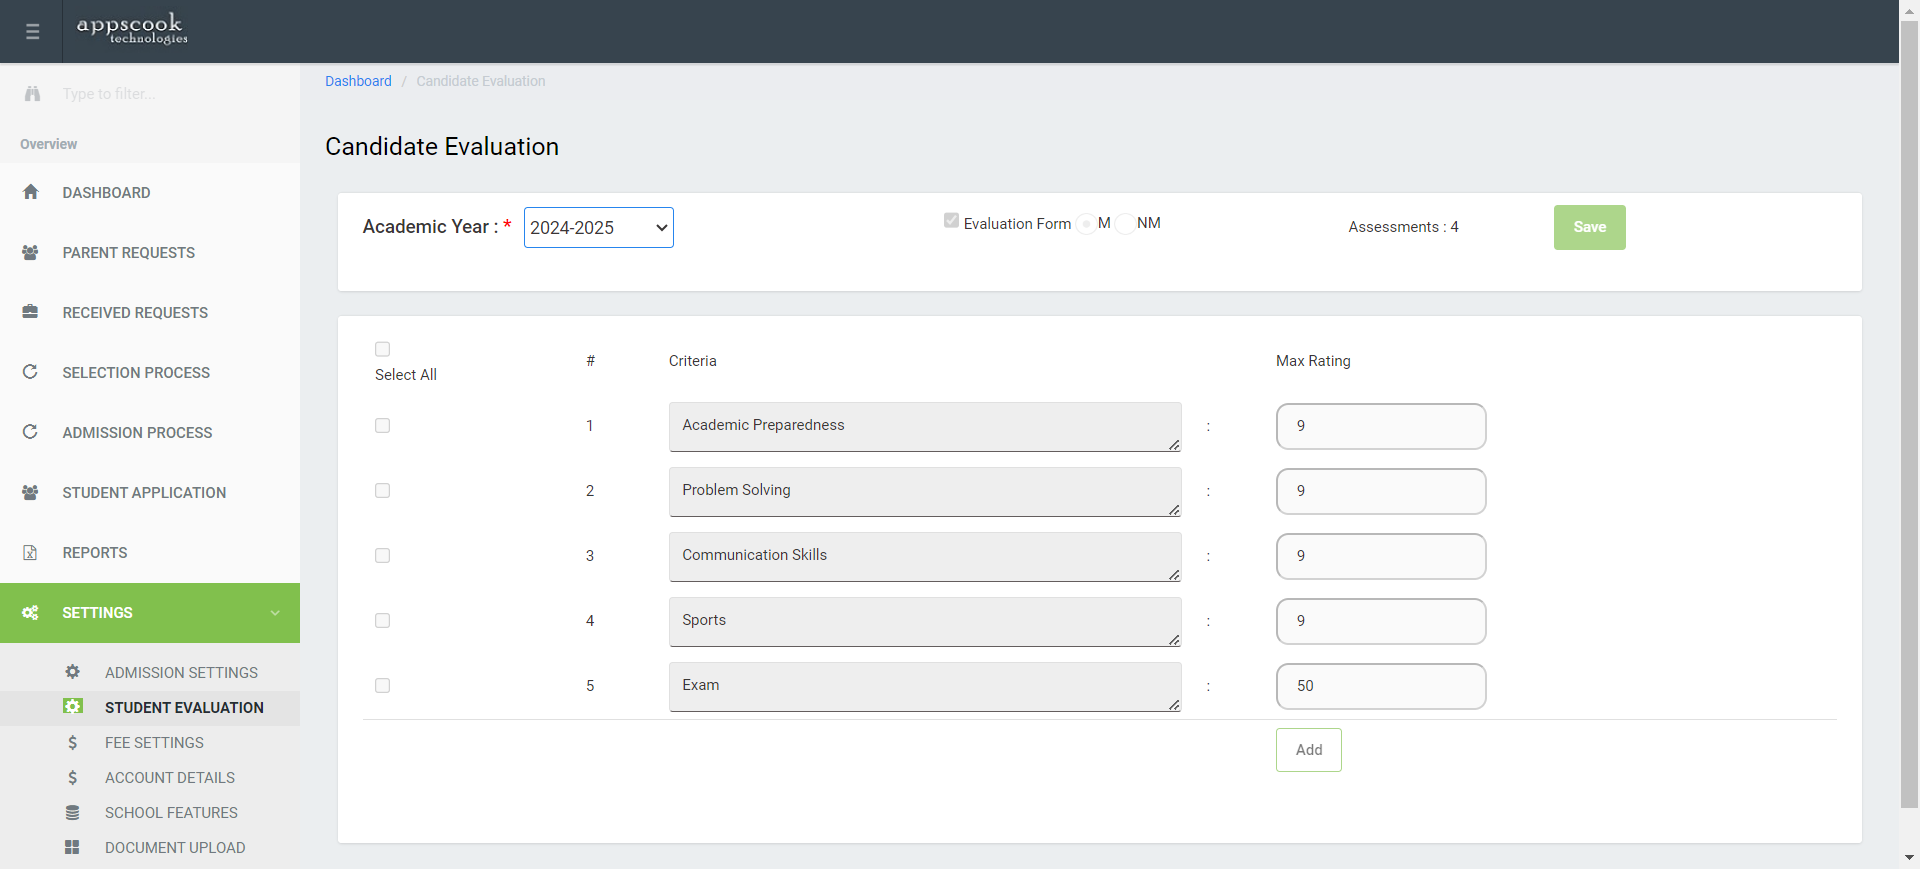 appscook
technologies
Type to filter...
Overview
DASHBOARD
PARENT REQUESTS
RECEIVED REQUESTS
SELECTION PROCESS
ADMISSION PROCESS
STUDENT APPLICATION
REPORTS
SETTINGS
ADMISSION SETTINGS
STUDENT EVALUATION
FEE SETTINGS
ACCOUNT DETAILS
SCHOOL FEATURES
DOCUMENT UPLOAD
Dashboard / Candidate Evaluation
Candidate Evaluation
Academic Year : * 2024-2025 Evaluation Form M NM Assessments : 4 Save
Select All # Criteria Max Rating
1 Academic Preparedness : 9
2 Problem Solving : 9
3 Communication Skills : 9
4 Sports : 9
5 Exam : 50
Add